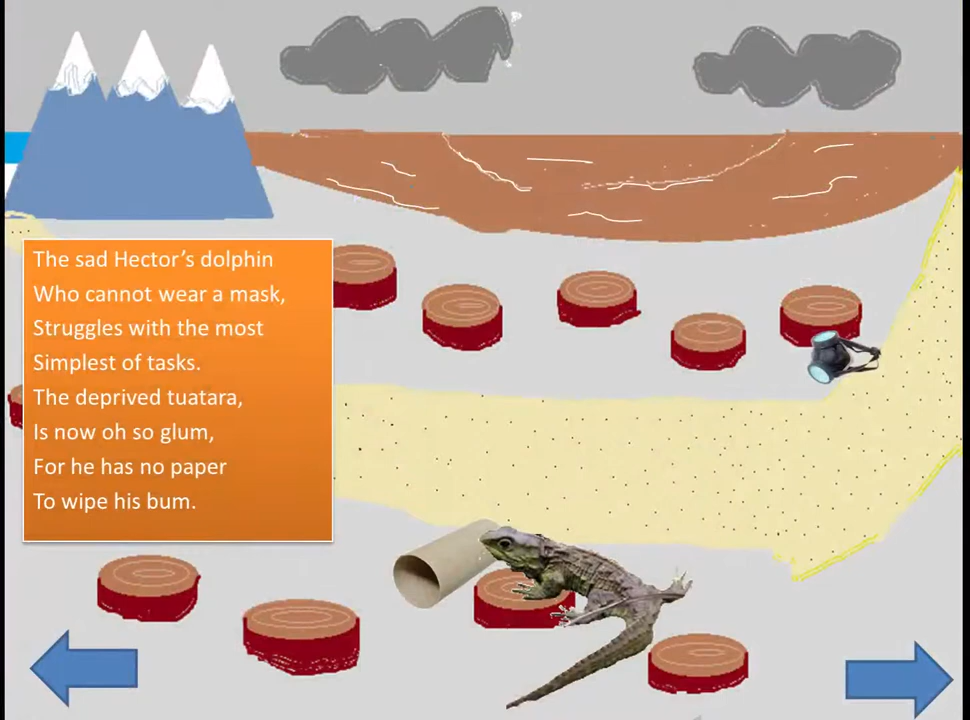 The sad Hector’s dolphin
Who cannot wear a mask,
Struggles with the most
Simplest of tasks.
The deprived tuatara,
Is now oh so glum,
For he has no paper
To wipe his bum.